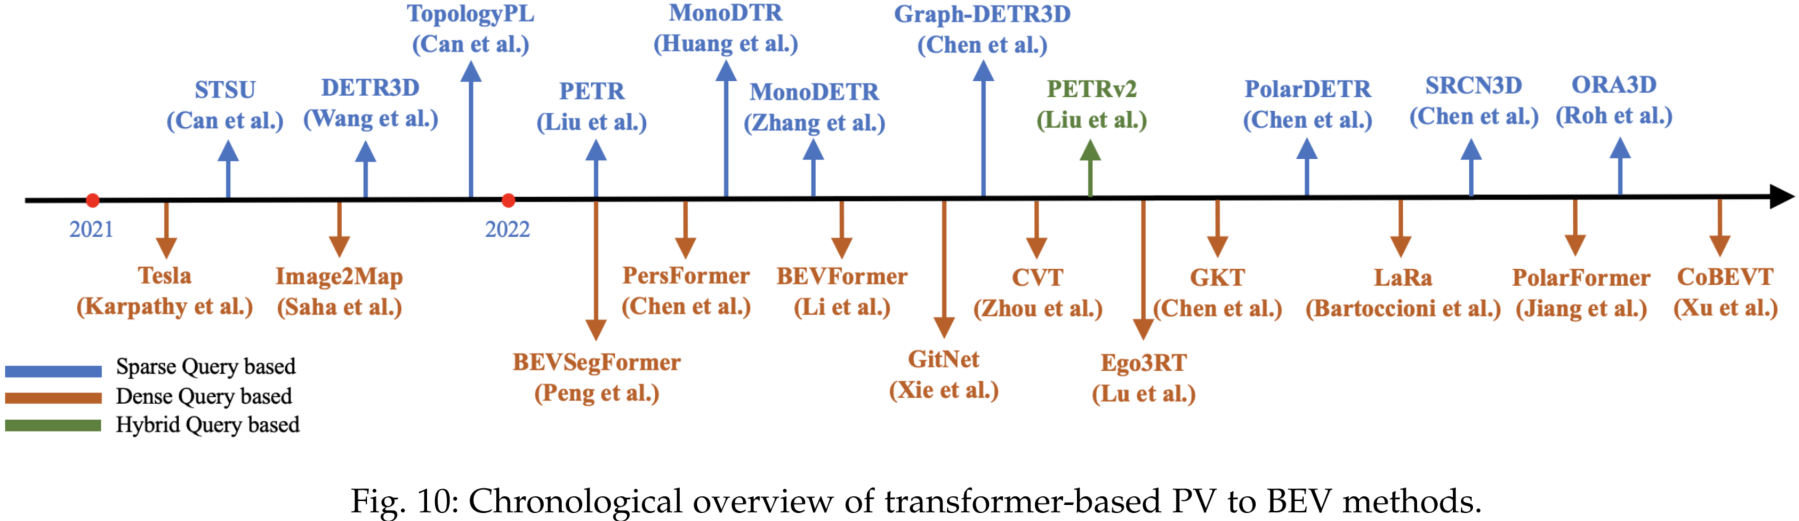 TopologyPL
(Can et al.)
MonoDTR
(Huang et al.)
Graph-DETR3D
(Chen et al.)
STSU
(Can et al.)
DETR3D
(Wang et al.)
PETR
(Liu et al.)
MonoDETR
(Zhang et al.)
PETRv2
(Liu et al.)
PolarDETR
(Chen et al.)
SRCN3D
(Chen et al.)
ORA3D
(Roh et al.)
2021
2022
Tesla
(Karpathy et al.)
Image2Map
(Saha et al.)
PersFormer
(Chen et al.)
BEVFormer
(Li et al.)
CVT
(Zhou et al.)
GKT
(Chen et al.)
LaRa
(Bartoccioni et al.)
PolarFormer
(Jiang et al.)
CoBEVT
(Xu et al.)
BEVSegFormer
(Peng et al.)
GitNet
(Xie et al.)
Ego3RT
(Lu et al.)
Sparse Query based
Dense Query based
Hybrid Query based
Fig. 10: Chronological overview of transformer-based PV to BEV methods.